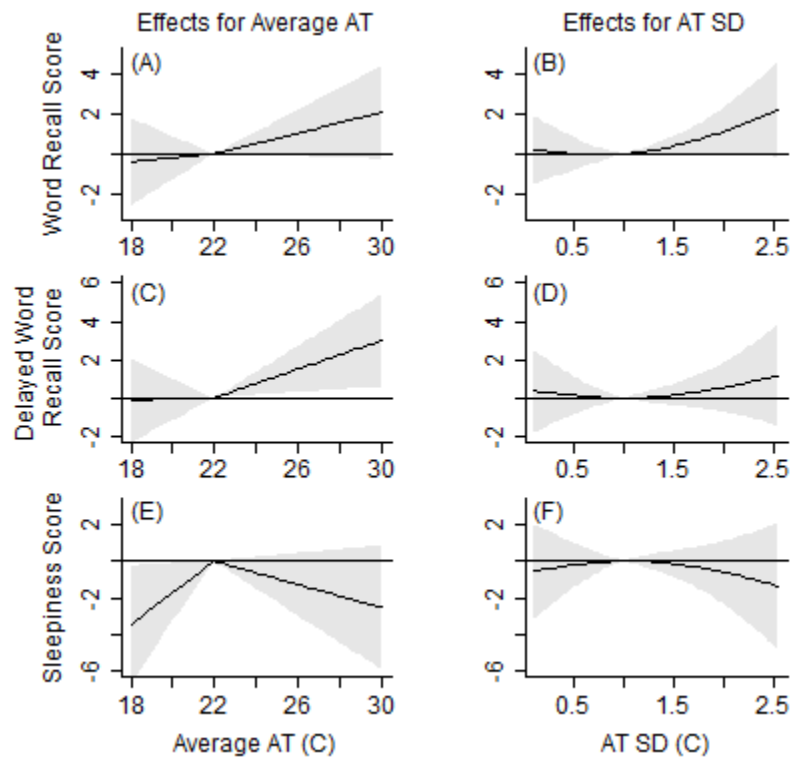 Effects for Average AT
Effects for AT SD
Word Recall Score
(A)
4
2
-2
18
22
26
30
(B)
4
2
-2
0.5
1.5
2.5
Delayed Word
Recall Score
(C)
6
4
2
-2
18
22
26
30
(D)
6
4
2
-2
0.5
1.5
2.5
Sleepiness Score
(E)
2
-2
-6
18
22
26
30
Average AT (C)
(F)
2
-2
-6
0.5
1.5
2.5
AT SD (C)